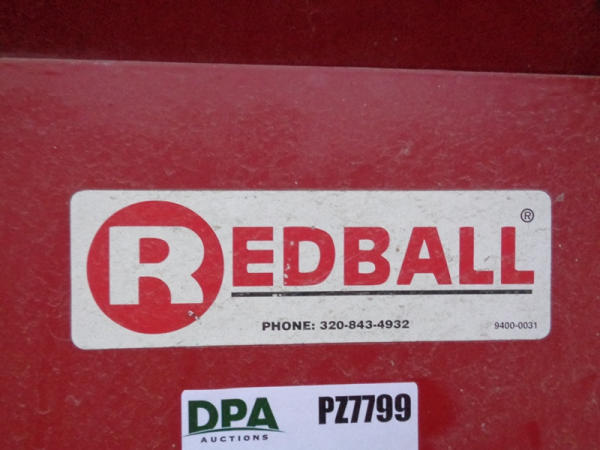 REDBALL®
PHONE: 320-843-4932 9400-0031
DPA PZ7799
AUCTIONS